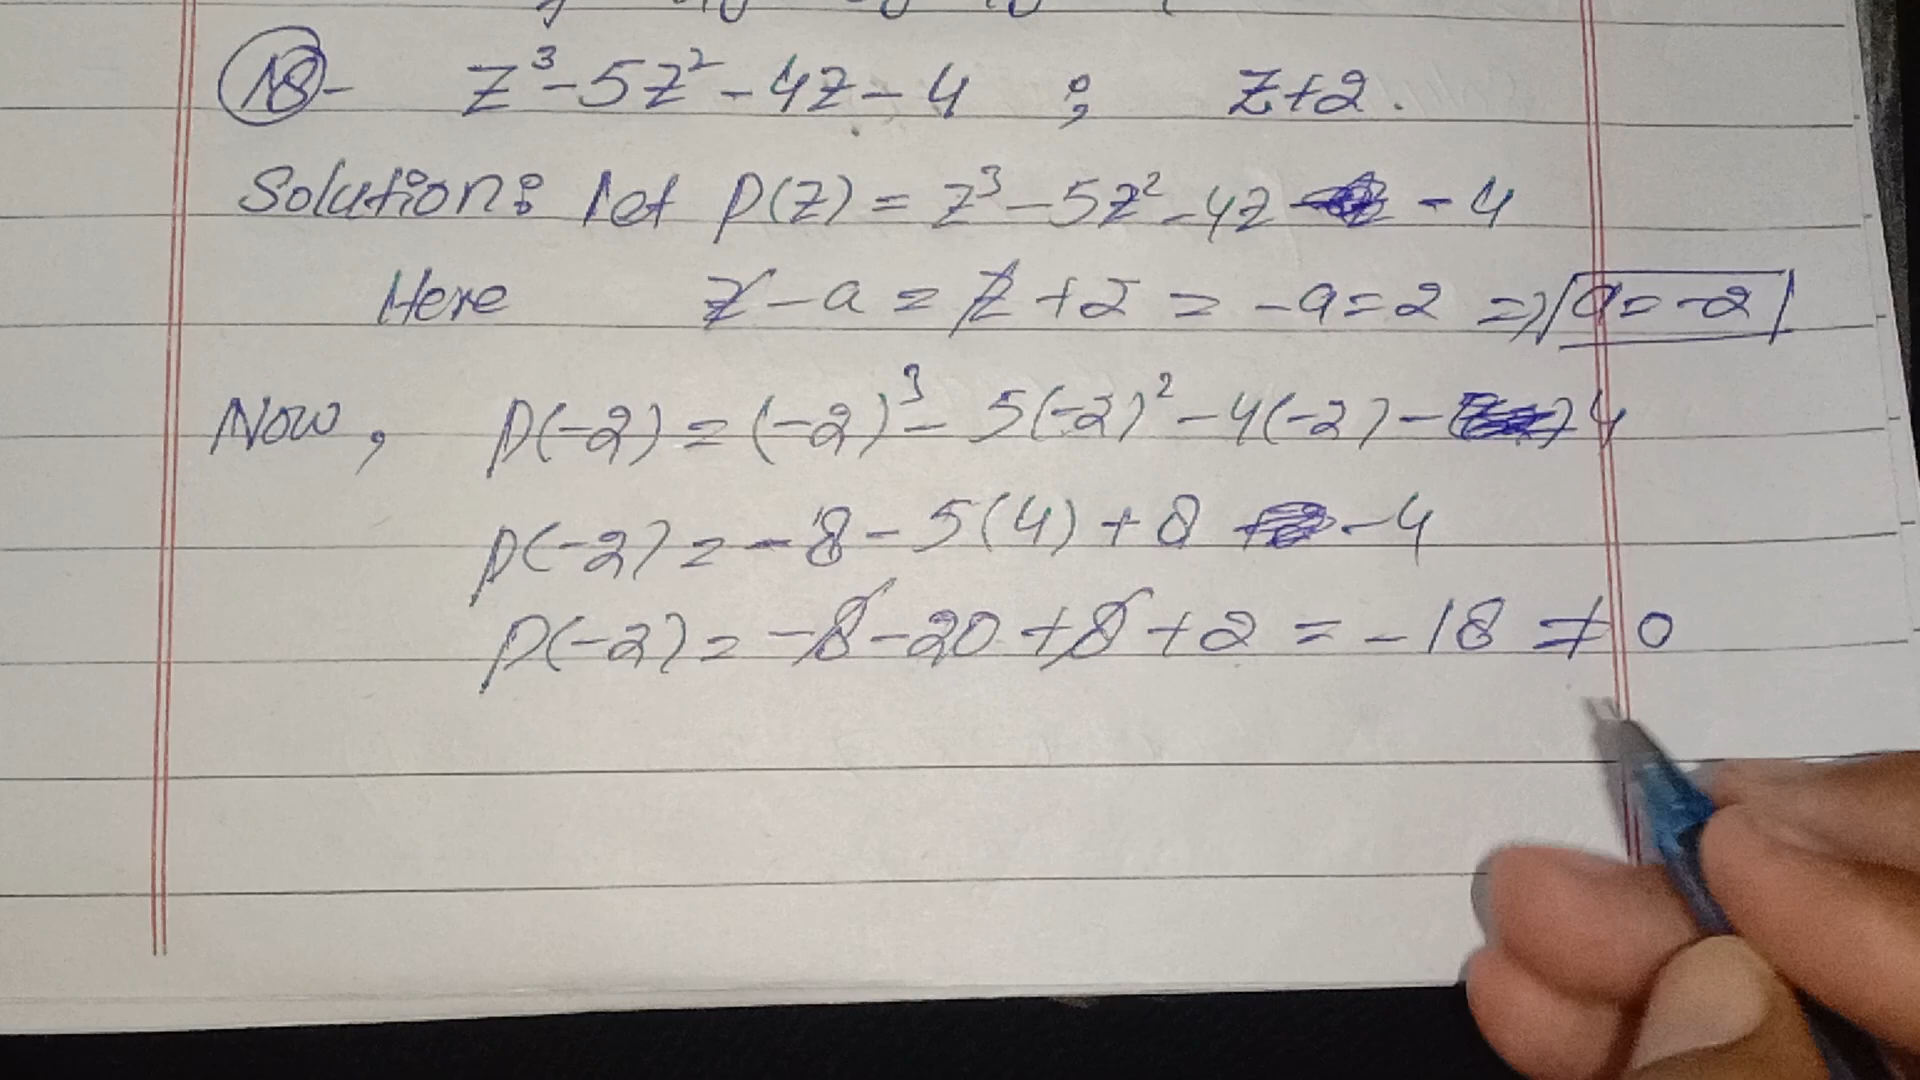 18- z³-5z²-4z-4 ; z+2.
Solution: let p(z) = z³-5z²-4z -4
Here z-a = z+2 = -a=2 => a=-2
Now, p(-2) = (-2)³- 5(-2)²-4(-2)- 4
p(-2) = -8-5(4)+8 -4
p(-2) = -8-20+8+2 = -18 ≠ 0